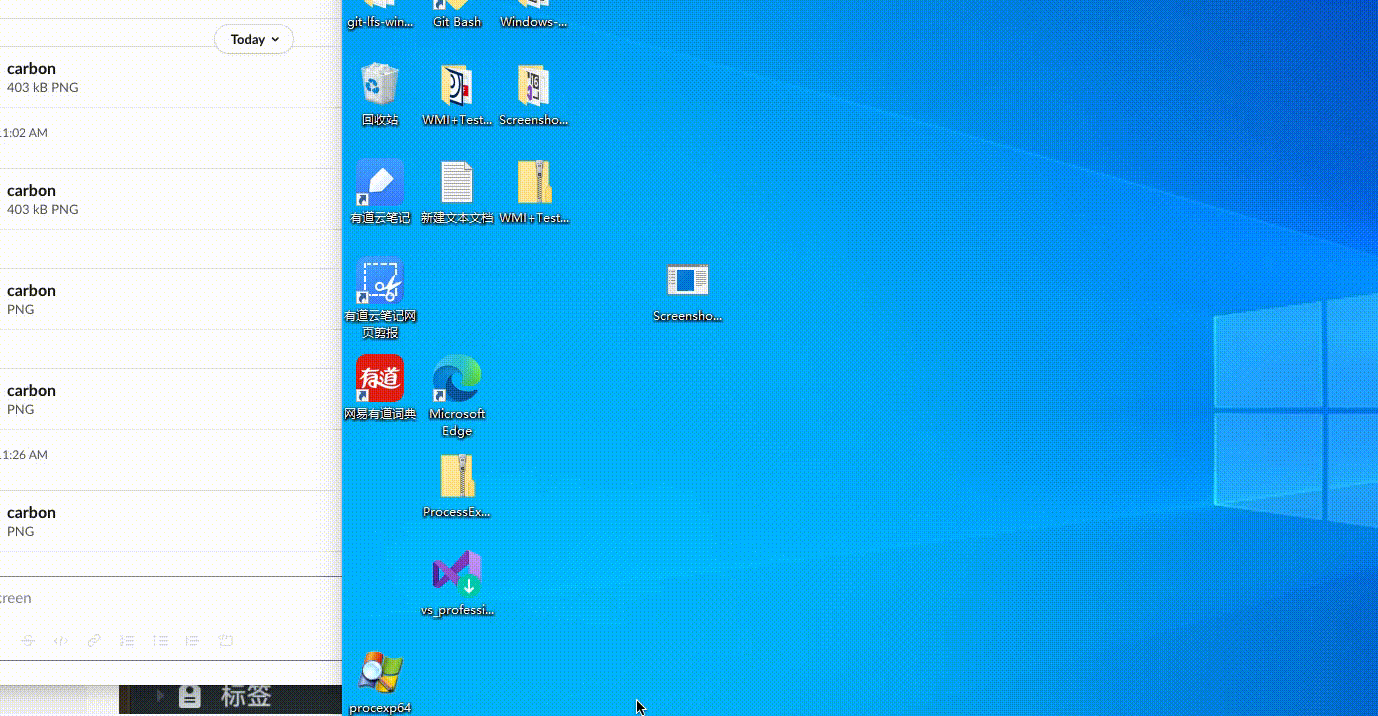 Today
carbon
403 kB PNG
1:02 AM
carbon
403 kB PNG
carbon
PNG
carbon
PNG
1:26 AM
carbon
PNG
creen
标签
git-lfs-win...
Git Bash
Windows-...
回收站
WMI+Test...
Screensho...
有道云笔记
新建文本文档
WMI+Test...
有道云笔记网
页剪报
Screensho...
有道
网易有道词典
Microsoft
Edge
ProcessEx...
vs_professi...
procexp64